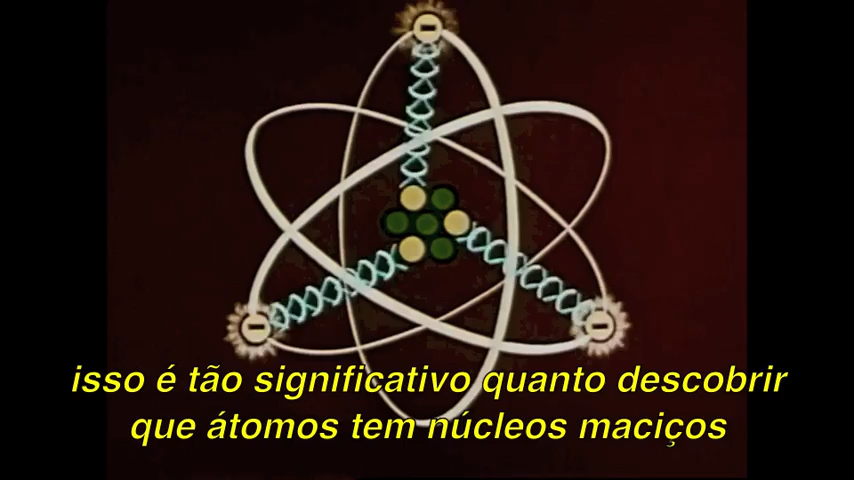 isso é tão significativo quanto descobrir
que átomos tem núcleos maciços